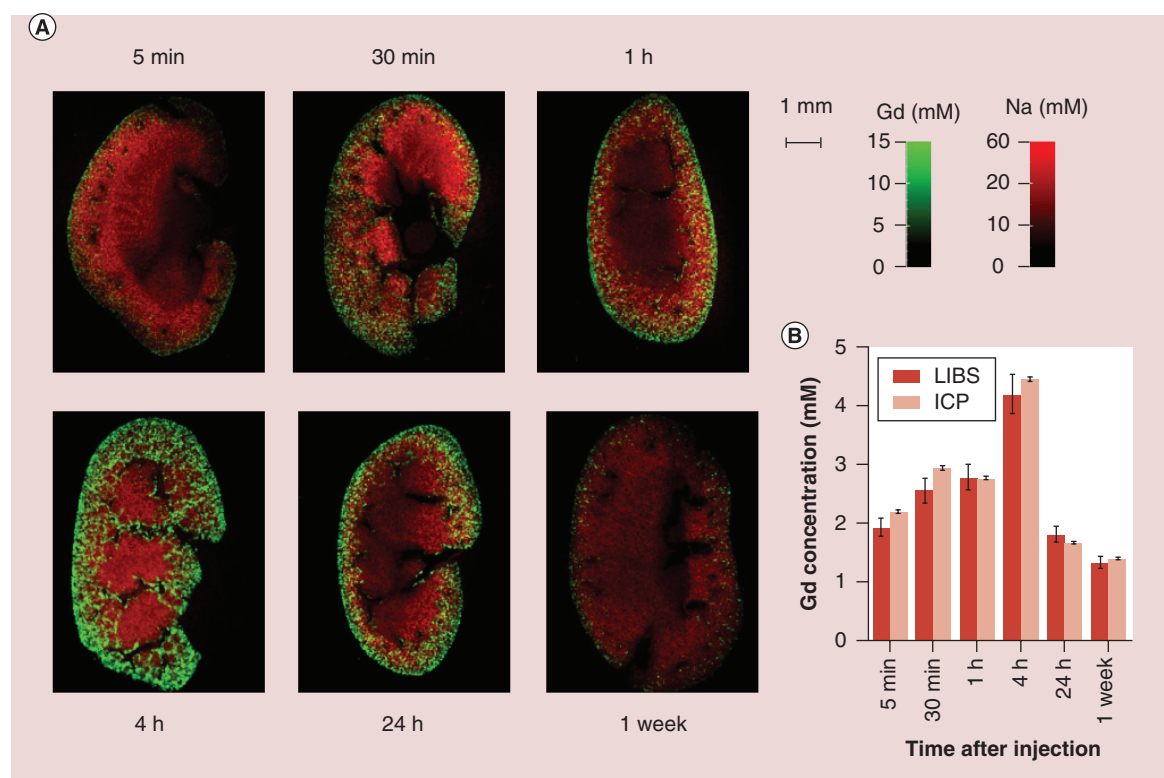 A
5 min
30 min
1 h
1 mm
Gd (mM)
Na (mM)
15
10
5
0
60
20
10
0
4 h
24 h
1 week
B
5
4
3
2
1
0
Gd concentration (mM)
LIBS
ICP
5 min
30 min
1 h
4 h
24 h
1 week
Time after injection